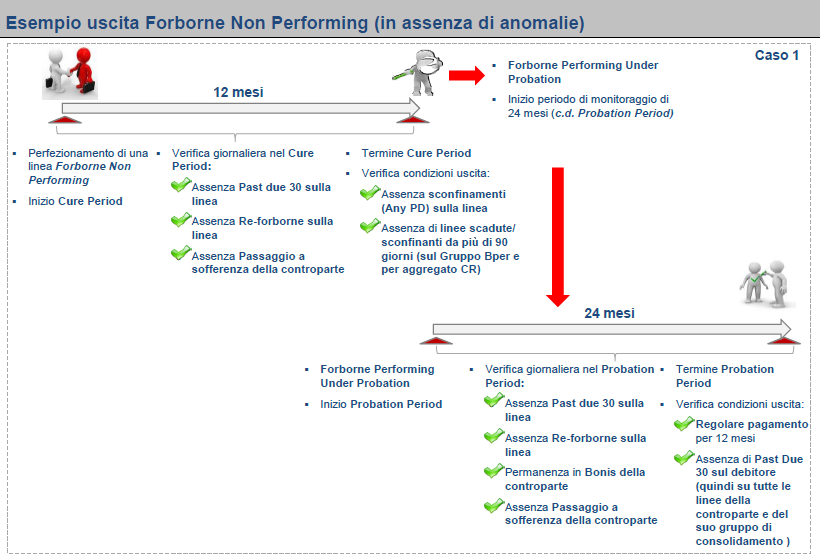 Esempio uscita Forborne Non Performing (in assenza di anomalie)
Caso 1
12 mesi
Forborne Performing Under
Probation
Inizio periodo di monitoraggio di
24 mesi (c.d. Probation Period)
Perfezionamento di una
linea Forborne Non
Performing
Inizio Cure Period
Verifica giornaliera nel Cure
Period:
Assenza Past due 30 sulla
linea
Assenza Re-forborne sulla
linea
Assenza Passaggio a
sofferenza della controparte
Termine Cure Period
Verifica condizioni uscita:
Assenza sconfinamenti
(Any PD) sulla linea
Assenza di linee scadute/
sconfinanti da più di 90
giorni (sul Gruppo Bper e
per aggregato CR)
24 mesi
Forborne Performing
Under Probation
Inizio Probation Period
Verifica giornaliera nel Probation
Period:
Assenza Past due 30 sulla
linea
Assenza Re-forborne sulla
linea
Permanenza in Bonis della
controparte
Assenza Passaggio a
sofferenza della controparte
Termine Probation
Period
Verifica condizioni uscita:
Regolare pagamento
per 12 mesi
Assenza di Past Due
30 sul debitore
(quindi su tutte le
linee della
controparte e del
suo gruppo di
consolidamento )